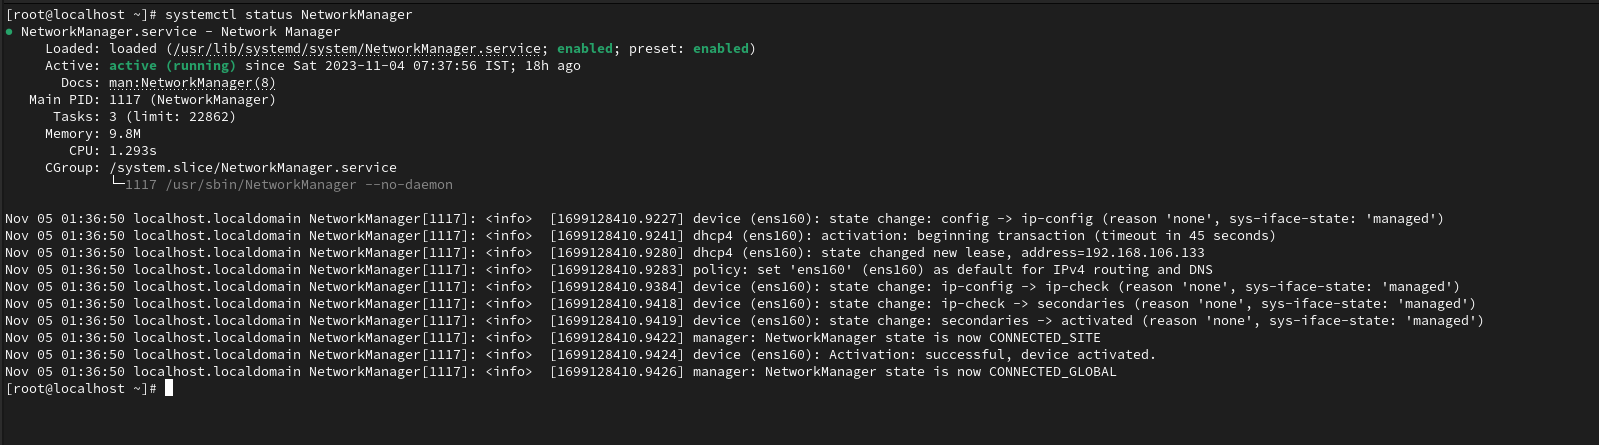 [root@localhost ~]# systemctl status NetworkManager
● NetworkManager.service - Network Manager
     Loaded: loaded (/usr/lib/systemd/system/NetworkManager.service; enabled; preset: enabled)
     Active: active (running) since Sat 2023-11-04 07:37:56 IST; 18h ago
       Docs: man:NetworkManager(8)
   Main PID: 1117 (NetworkManager)
      Tasks: 3 (limit: 22862)
     Memory: 9.8M
        CPU: 1.293s
     CGroup: /system.slice/NetworkManager.service
             └─1117 /usr/sbin/NetworkManager --no-daemon

Nov 05 01:36:50 localhost.localdomain NetworkManager[1117]: <info>  [1699128410.9227] device (ens160): state change: config -> ip-config (reason 'none', sys-iface-state: 'managed')
Nov 05 01:36:50 localhost.localdomain NetworkManager[1117]: <info>  [1699128410.9241] dhcp4 (ens160): activation: beginning transaction (timeout in 45 seconds)
Nov 05 01:36:50 localhost.localdomain NetworkManager[1117]: <info>  [1699128410.9280] dhcp4 (ens160): state changed new lease, address=192.168.106.133
Nov 05 01:36:50 localhost.localdomain NetworkManager[1117]: <info>  [1699128410.9283] policy: set 'ens160' (ens160) as default for IPv4 routing and DNS
Nov 05 01:36:50 localhost.localdomain NetworkManager[1117]: <info>  [1699128410.9384] device (ens160): state change: ip-config -> ip-check (reason 'none', sys-iface-state: 'managed')
Nov 05 01:36:50 localhost.localdomain NetworkManager[1117]: <info>  [1699128410.9418] device (ens160): state change: ip-check -> secondaries (reason 'none', sys-iface-state: 'managed')
Nov 05 01:36:50 localhost.localdomain NetworkManager[1117]: <info>  [1699128410.9419] device (ens160): state change: secondaries -> activated (reason 'none', sys-iface-state: 'managed')
Nov 05 01:36:50 localhost.localdomain NetworkManager[1117]: <info>  [1699128410.9422] manager: NetworkManager state is now CONNECTED_SITE
Nov 05 01:36:50 localhost.localdomain NetworkManager[1117]: <info>  [1699128410.9424] device (ens160): Activation: successful, device activated.
Nov 05 01:36:50 localhost.localdomain NetworkManager[1117]: <info>  [1699128410.9426] manager: NetworkManager state is now CONNECTED_GLOBAL
[root@localhost ~]#